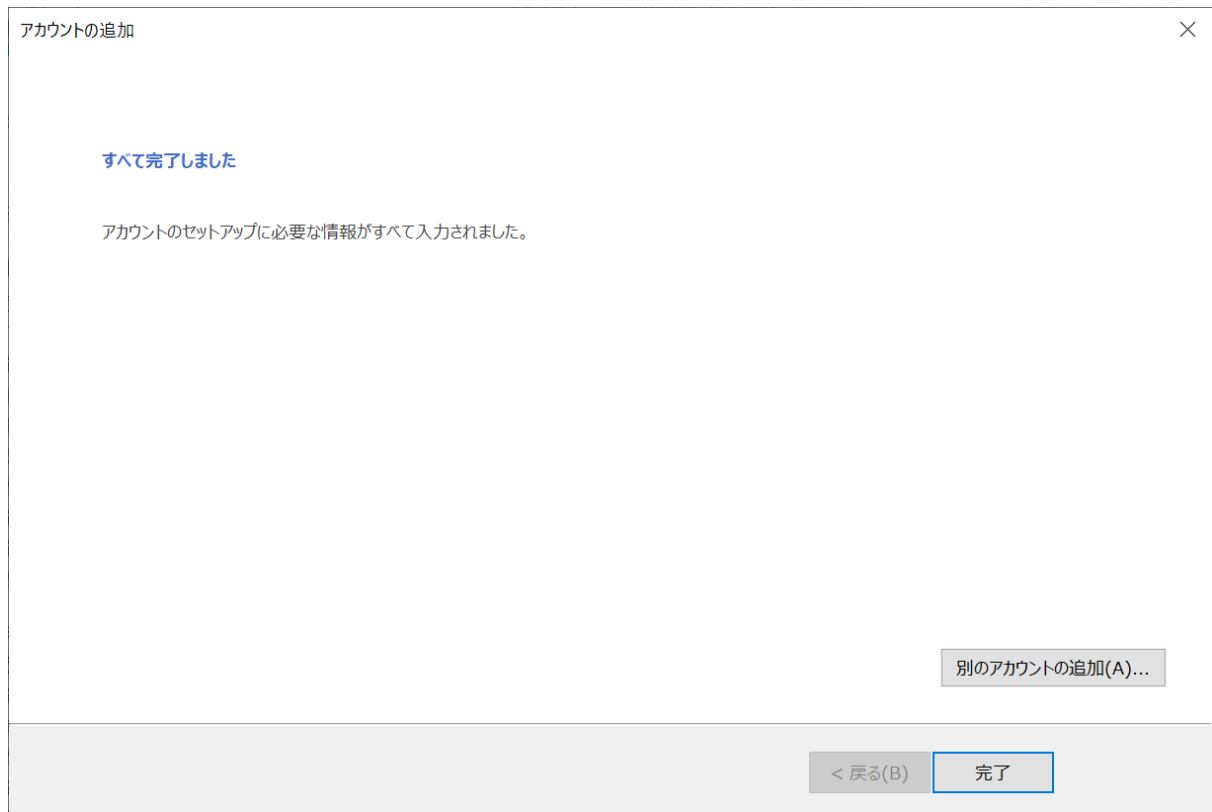 アカウントの追加
すべて完了しました
アカウントのセットアップに必要な情報がすべて入力されました。
別のアカウントの追加(A)...
< 戻る(B)
完了